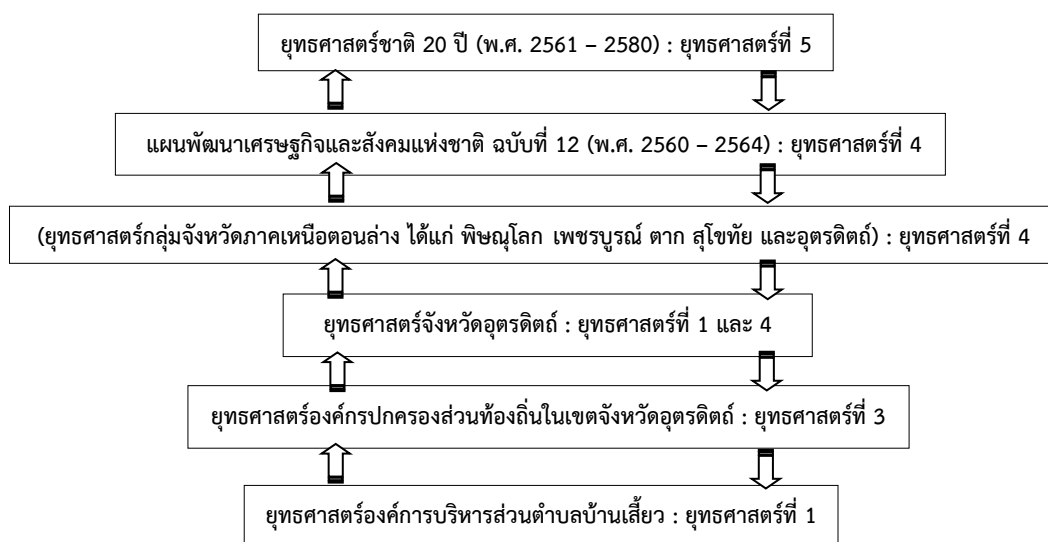 ยุทธศาสตร์ชาติ 20 ปี (พ.ศ. 2561 – 2580) : ยุทธศาสตร์ที่ 5
แผนพัฒนาเศรษฐกิจและสังคมแห่งชาติ ฉบับที่ 12 (พ.ศ. 2560 – 2564) : ยุทธศาสตร์ที่ 4
(ยุทธศาสตร์กลุ่มจังหวัดภาคเหนือตอนล่าง ได้แก่ พิษณุโลก เพชรบูรณ์ ตาก สุโขทัย และอุตรดิตถ์) : ยุทธศาสตร์ที่ 4
ยุทธศาสตร์จังหวัดอุตรดิตถ์ : ยุทธศาสตร์ที่ 1 และ 4
ยุทธศาสตร์องค์กรปกครองส่วนท้องถิ่นในเขตจังหวัดอุตรดิตถ์ : ยุทธศาสตร์ที่ 3
ยุทธศาสตร์องค์การบริหารส่วนตำบลบ้านเสี้ยว : ยุทธศาสตร์ที่ 1